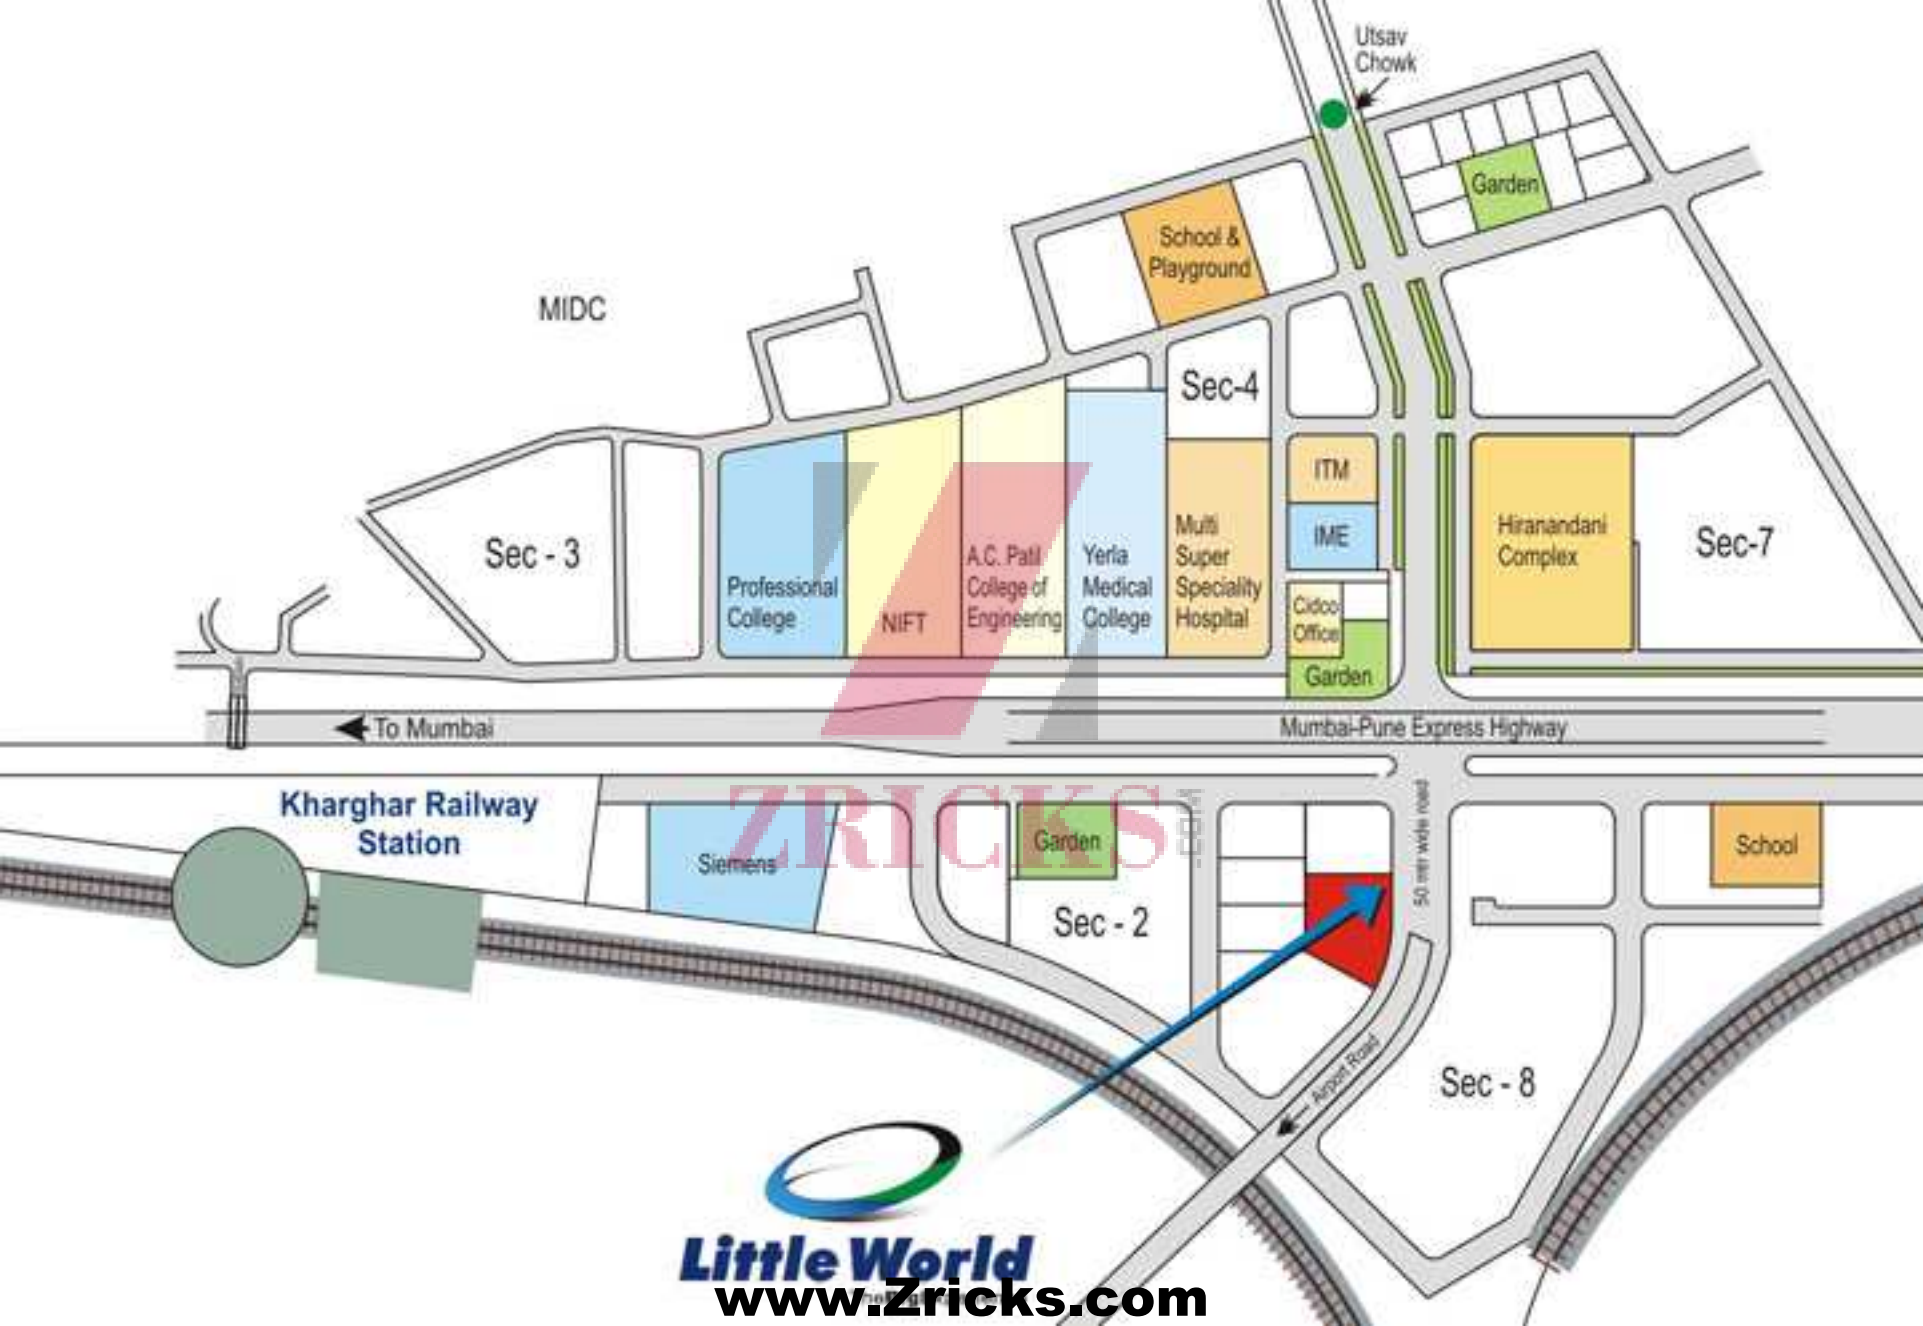 Utsav
Chowk
Garden
School &
Playground
MIDC
Sec-4
Sec - 3
Professional
College
NIFT
A.C. Patil
College of
Engineering
Yerla
Medical
College
Multi
Super
Speciality
Hospital
ITM
IME
Cidco
Office
Garden
Hiranandani
Complex
Sec-7
To Mumbai
Mumbai-Pune Express Highway
Kharghar Railway
Station
Siemens
ZRICKS
.COM
Garden
Sec - 2
50 mtr wide road
School
Airport Road
Sec - 8
Little World
www.Zricks.com